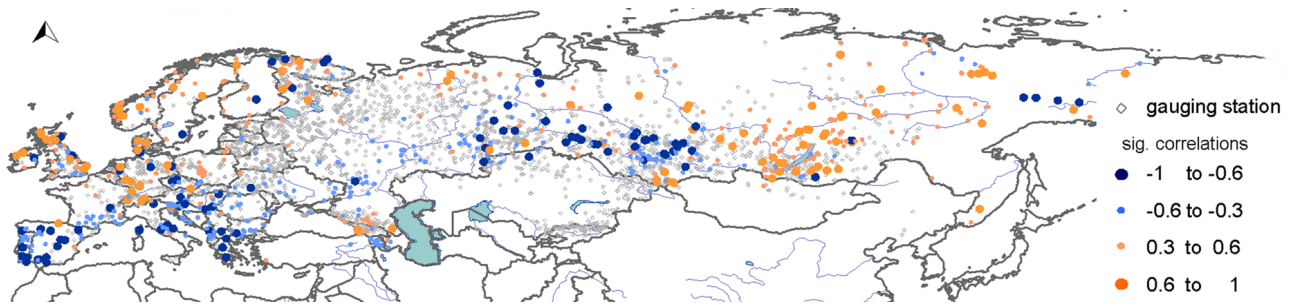 gauging station
sig. correlations
-1 to -0.6
-0.6 to -0.3
0.3 to 0.6
0.6 to 1